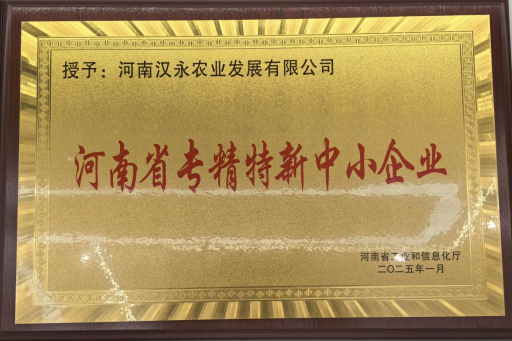 授予：河南汉永农业发展有限公司
河南省专精特新中小企业
河南省工业和信息化厅
二〇二五年一月